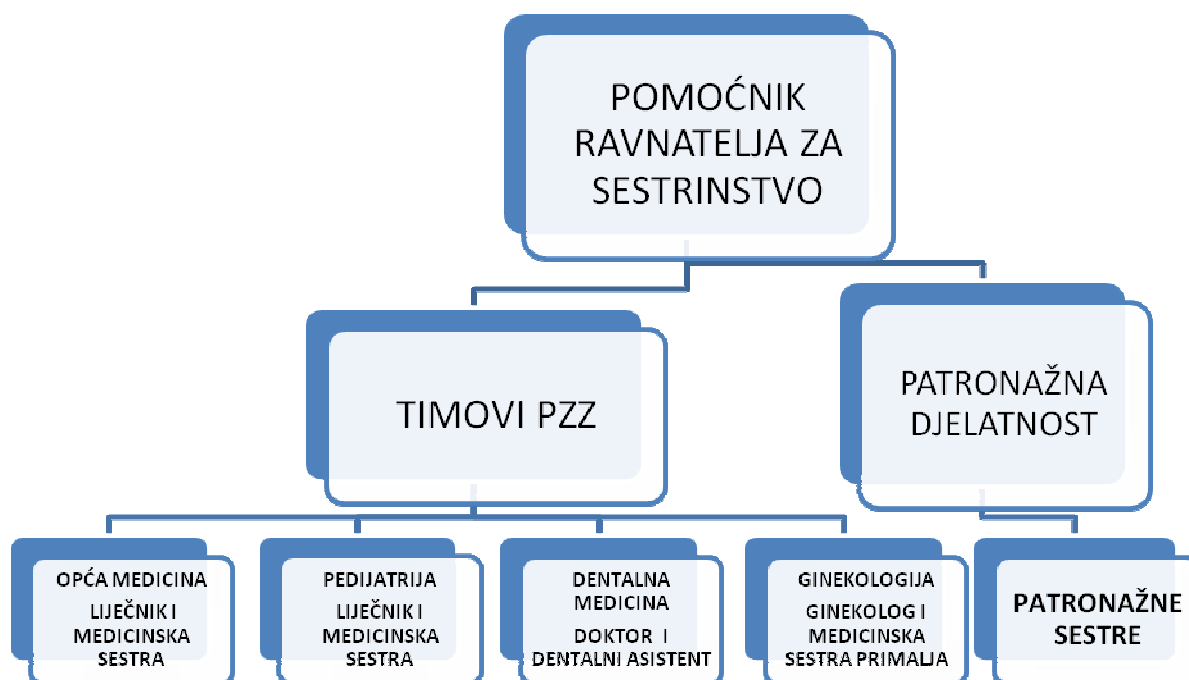 POMOĆNIK
RAVNATELJA ZA
SESTRINSTVO
TIMOVI PZZ
PATRONAŽNA
DJELATNOST
OPĆA MEDICINA
LIJEČNIK I
MEDICINSKA
SESTRA
PEDIJATRIJA
LIJEČNIK I
MEDICINSKA
SESTRA
DENTALNA
MEDICINA
DOKTOR I
DENTALNI ASISTENT
GINEKOLOGIJA
GINEKOLOG I
MEDICINSKA
SESTRA PRIMALJA
PATRONAŽNE
SESTRE